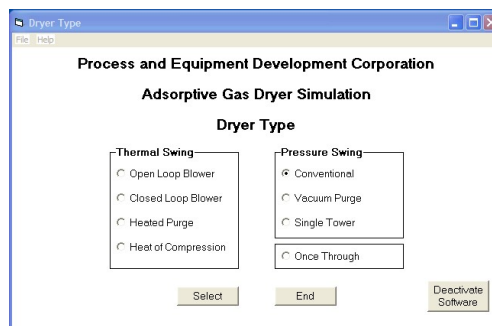 Dryer Type
File Help
Process and Equipment Development Corporation
Adsorptive Gas Dryer Simulation
Dryer Type
Thermal Swing
Open Loop Blower
Closed Loop Blower
Heated Purge
Heat of Compression
Pressure Swing
Conventional
Vacuum Purge
Single Tower
Once Through
Select
End
Deactivate
Software